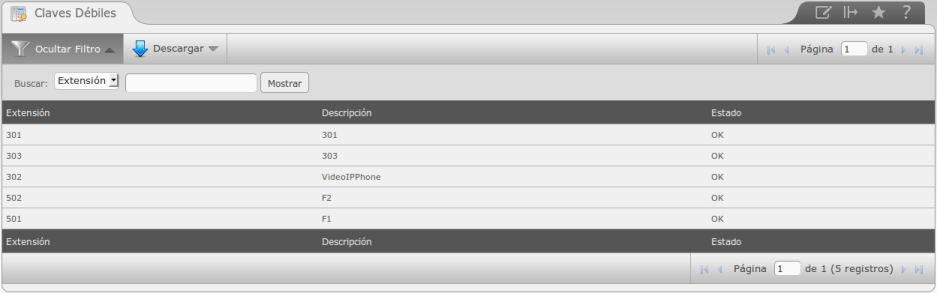 Claves Débiles
?
Ocultar Filtro Descargar Página 1 de 1
Buscar: Extensión Mostrar
Extensión Descripción Estado
301 301 OK
303 303 OK
302 VideoIPPhone OK
502 F2 OK
501 F1 OK
Extensión Descripción Estado
Página 1 de 1 (5 registros)